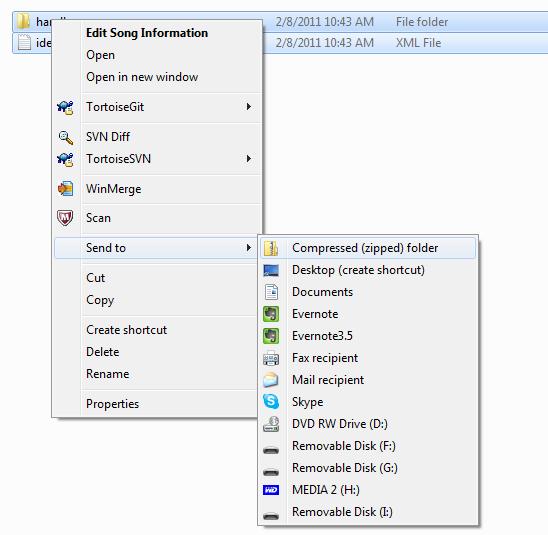 2/8/2011 10:43 AM File folder
2/8/2011 10:43 AM XML File
Edit Song Information
Open
Open in new window
TortoiseGit
SVN Diff
TortoiseSVN
WinMerge
Scan
Send to
Cut
Copy
Create shortcut
Delete
Rename
Properties
Compressed (zipped) folder
Desktop (create shortcut)
Documents
Evernote
Evernote3.5
Fax recipient
Mail recipient
Skype
DVD RW Drive (D:)
Removable Disk (F:)
Removable Disk (G:)
WD MEDIA 2 (H:)
Removable Disk (I:)